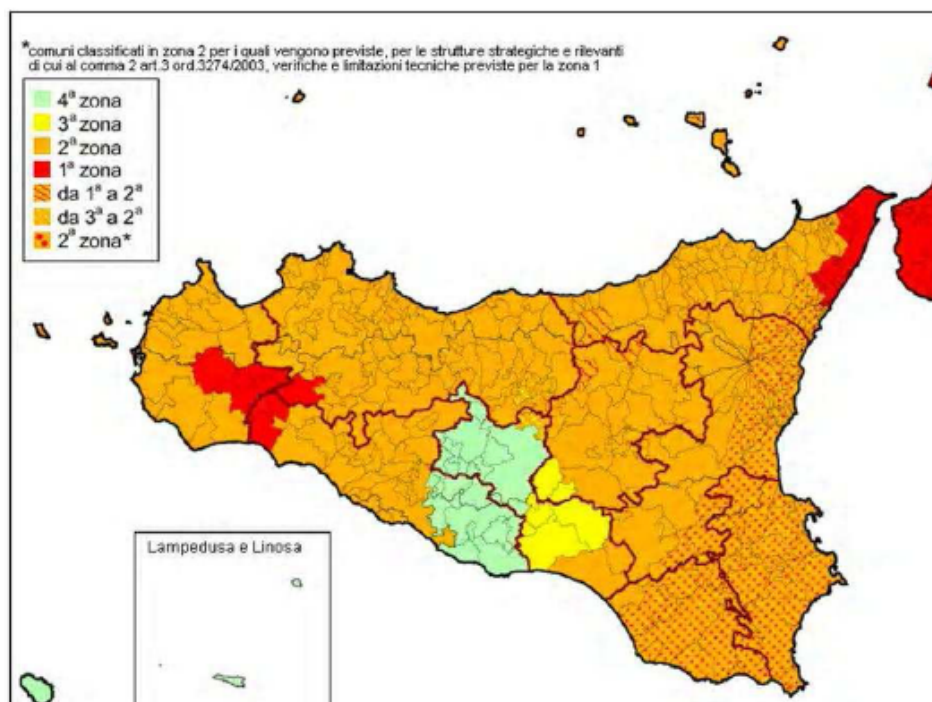 *comuni classificati in zona 2 per i quali vengono previste, per le strutture strategiche e rilevanti
di cui al comma 2 art.3 ord.3274/2003, verifiche e limitazioni tecniche previste per la zona 1
4ª zona
3ª zona
2ª zona
1ª zona
da 1ª a 2ª
da 3ª a 2ª
2ª zona*
Lampedusa e Linosa